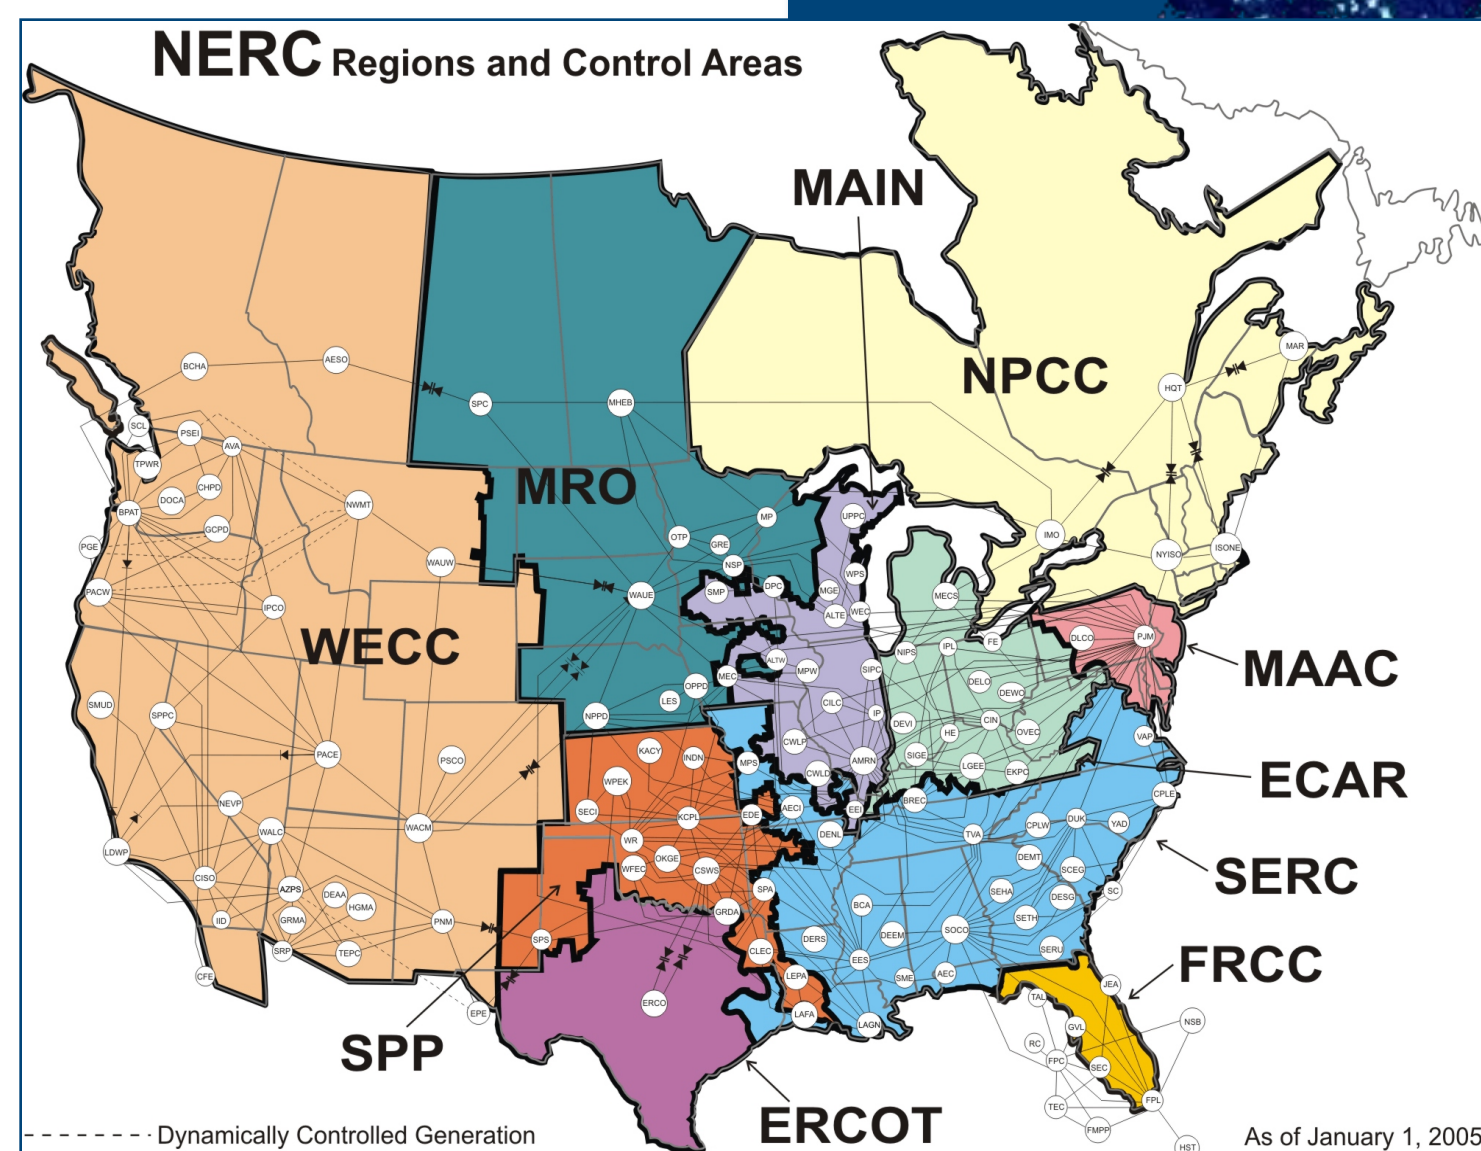 NERC Regions and Control Areas
MAIN
NPCC
MRO
WECC
MAAC
ECAR
SERC
FRCC
SPP
ERCOT
BCHA
AESO
SPC
MHEB
MAR
HQT
SCL
PSEI
AVA
TPWR
CHPD
DOCA
BPAT
GCPD
NWMT
PGE
WAUW
PACW
IPCO
OTP
MP
GRE
NSP
WAUE
SMP
DPC
UPPC
WPS
MGE
ALTE
WEC
IMO
NYISO
ISONE
MECS
DLCO
PJM
NIPS
IPL
FE
ALTW
MPW
SIPC
MEC
OPPD
LES
NPPD
CILC
IP
DELO
DEWO
DEVI
CIN
HE
OVEC
SIGE
LGEE
EKPC
VAP
SMUD
SPPC
PACE
PSCO
KACY
INDN
WPEK
MPS
CWLP
CWLD
AMRN
NEVP
WALC
WACM
SECI
KCPL
EDE
AECI
EEI
BREC
CPLE
LDWP
WR
OKGE
WFEC
CSWS
DENL
TVA
CPLW
DUK
YAD
CISO
AZPS
DEAA
HGMA
GRMA
IID
SRP
TEPC
PNM
CFE
EPE
SPS
GRDA
SPA
CLEC
LEPA
LAFA
LAGN
ERCO
BCA
DERS
DEEM
EES
SME
AEC
SOCO
SEHA
SETH
DEMT
SCEG
DESG
SC
SERU
JEA
TAL
GVL
NSB
RC
FPC
SEC
TEC
FPL
FMPP
HST
Dynamically Controlled Generation
As of January 1, 2005